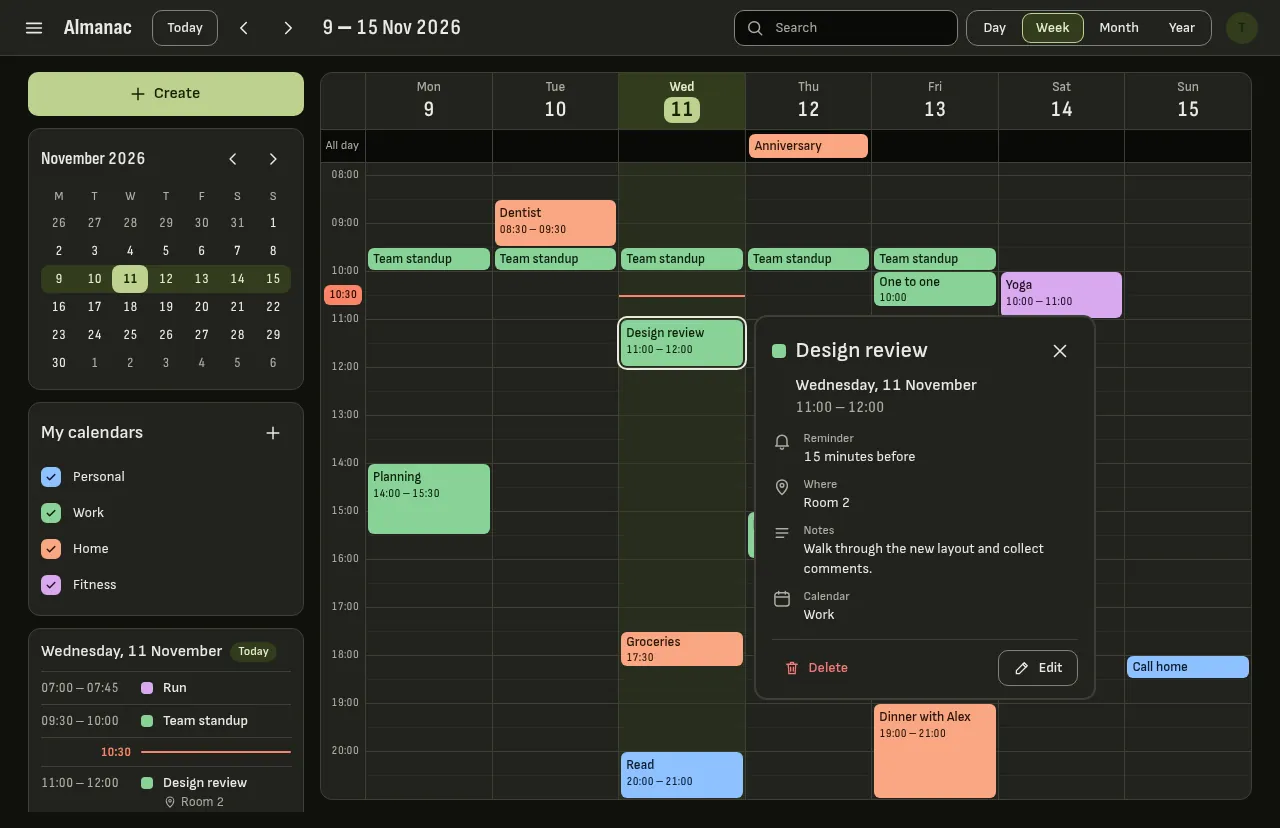 Almanac
Today
9 — 15 Nov 2026
Search
Day Week Month Year
T
Create
November 2026
M T W T F S S
26 27 28 29 30 31 1
2 3 4 5 6 7 8
9 10 11 12 13 14 15
16 17 18 19 20 21 22
23 24 25 26 27 28 29
30 1 2 3 4 5 6
My calendars
Personal
Work
Home
Fitness
Wednesday, 11 November Today
07:00 – 07:45 Run
09:30 – 10:00 Team standup
10:30
11:00 – 12:00 Design review
Room 2
Mon Tue Wed Thu Fri Sat Sun
9 10 11 12 13 14 15
All day
Anniversary
08:00
09:00
10:00
10:30
11:00
12:00
13:00
14:00
15:00
16:00
17:00
18:00
19:00
20:00
Team standup
Planning
14:00 – 15:30
Dentist
08:30 – 09:30
Team standup
Team standup
Design review
11:00 – 12:00
Groceries
17:30
Read
20:00 – 21:00
Team standup
Team standup
One to one
10:00
Dinner with Alex
19:00 – 21:00
Yoga
10:00 – 11:00
Call home
Design review
Wednesday, 11 November
11:00 – 12:00
Reminder
15 minutes before
Where
Room 2
Notes
Walk through the new layout and collect
comments.
Calendar
Work
Delete
Edit